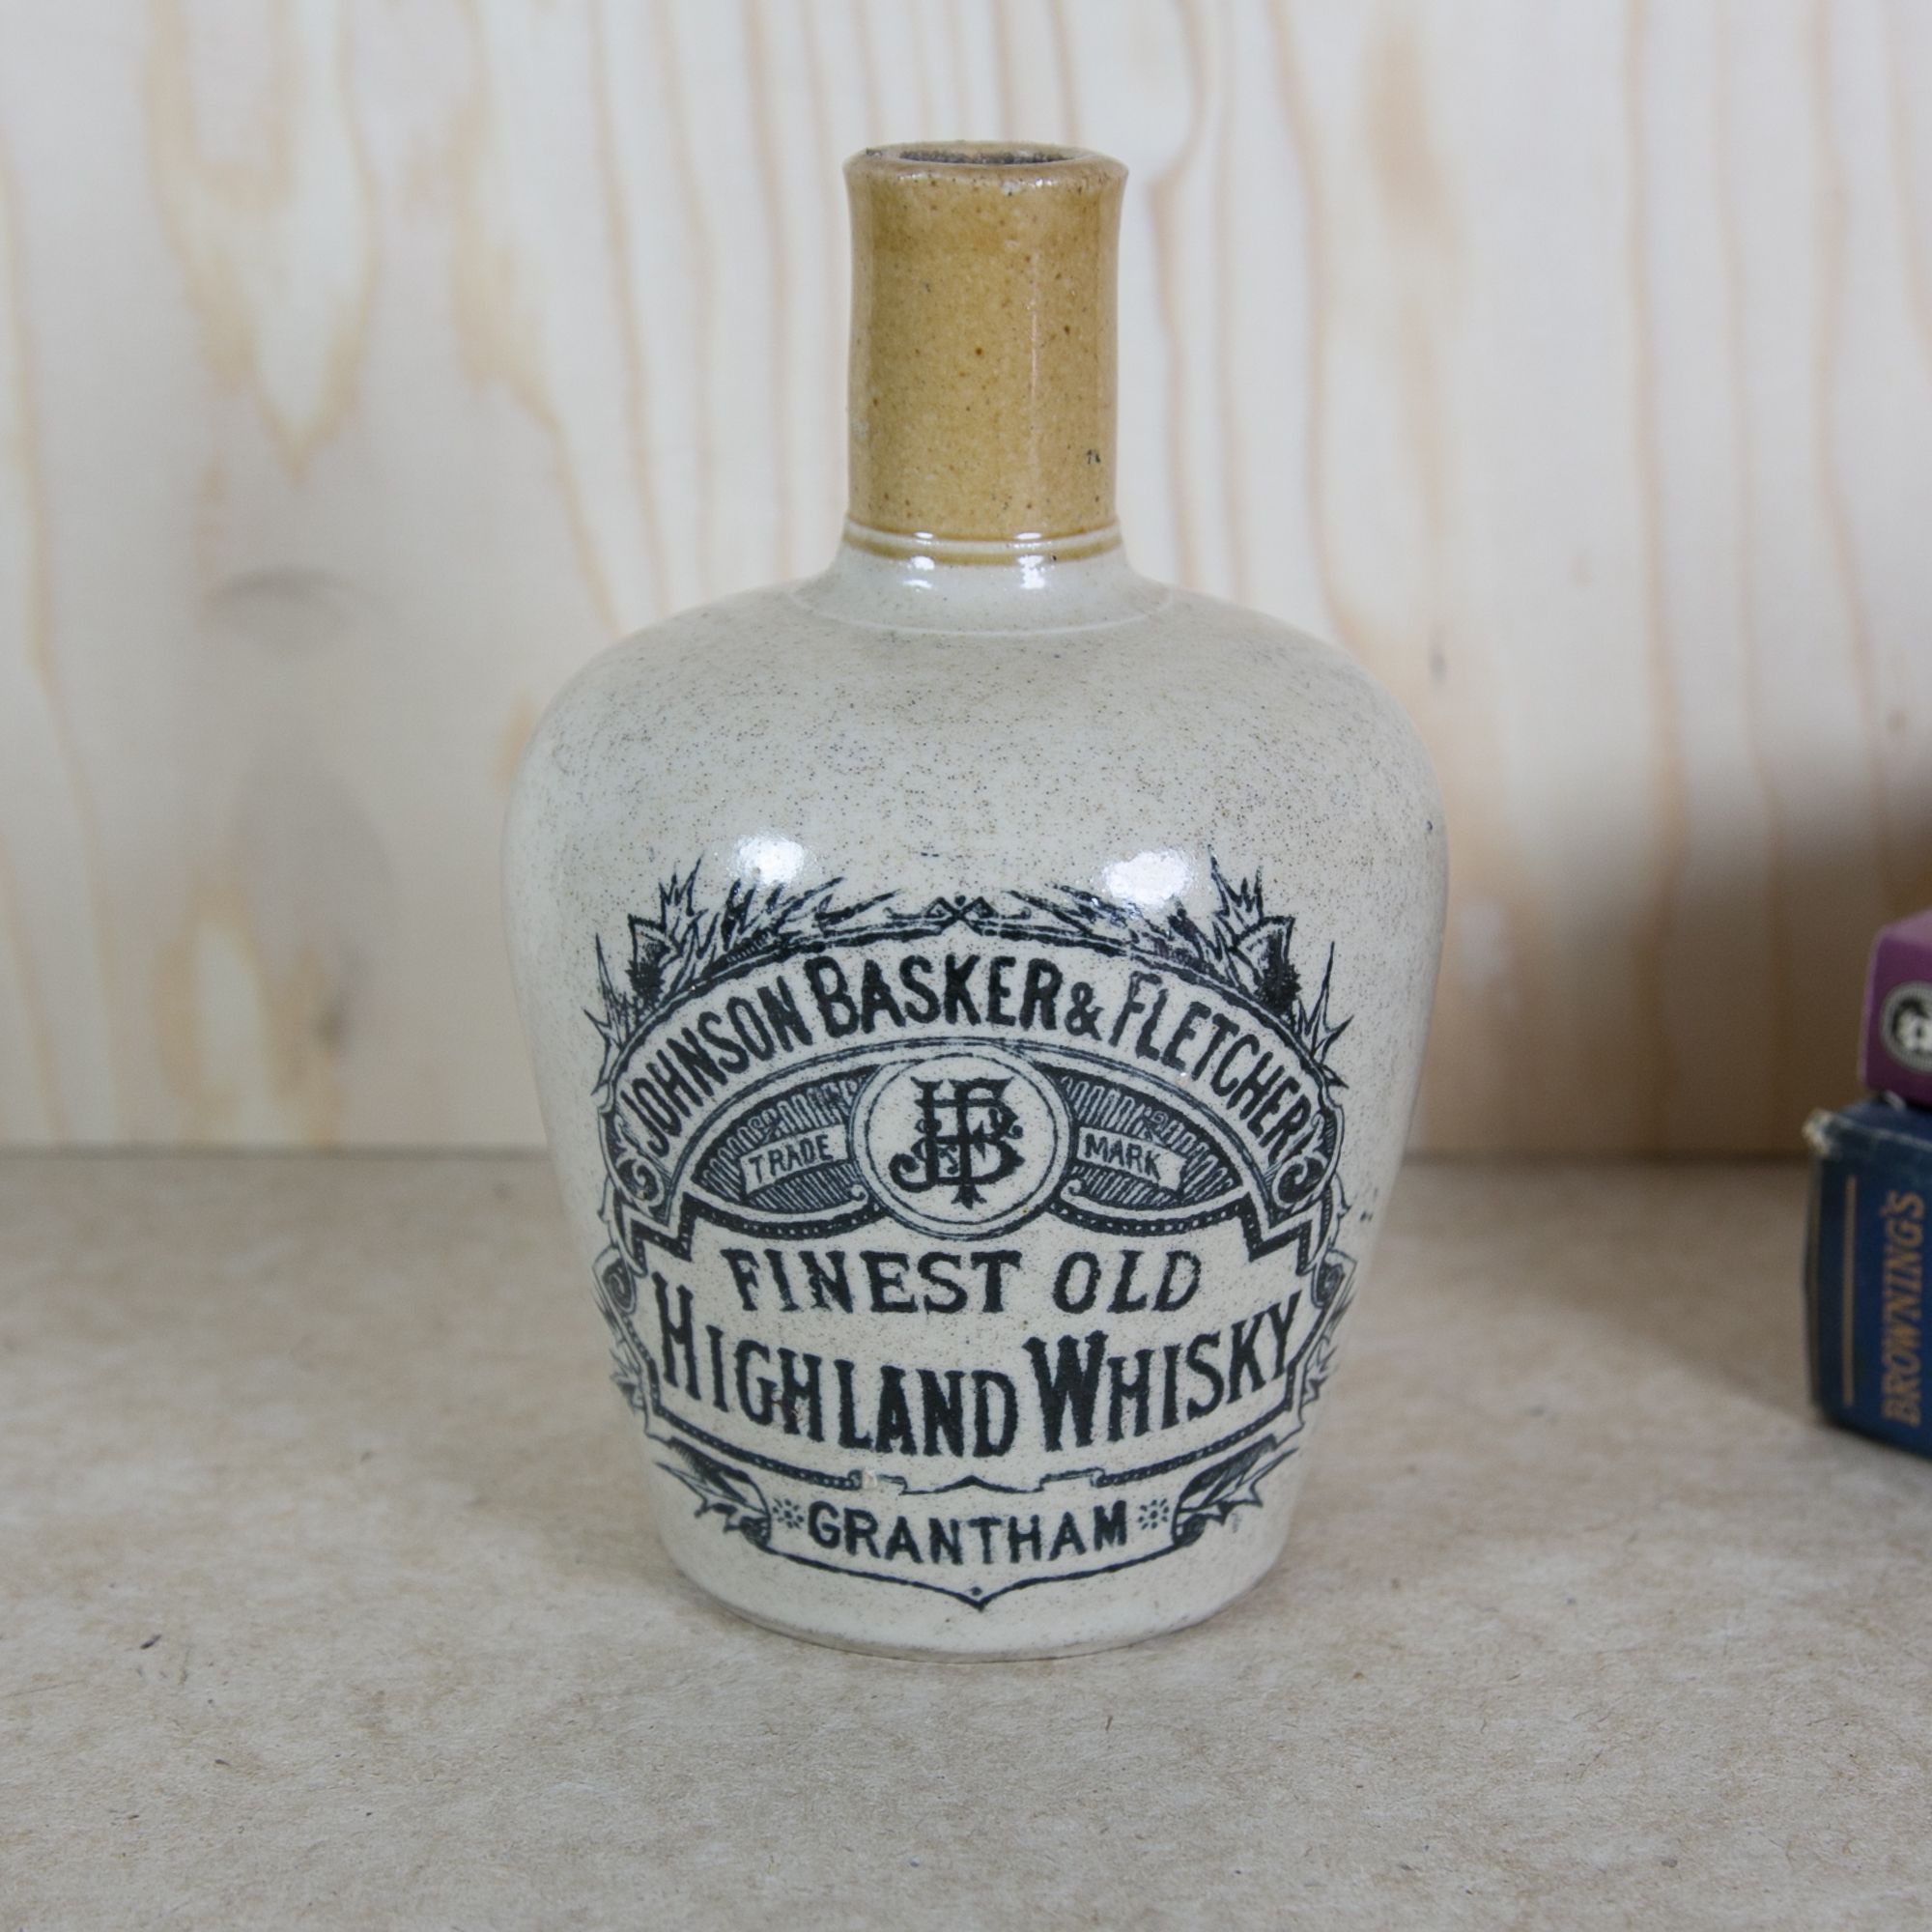 JOHNSON BASKER & FLETCHER
TRADE MARK
JBF
FINEST OLD
HIGHLAND WHISKY
GRANTHAM
BROWNING'S